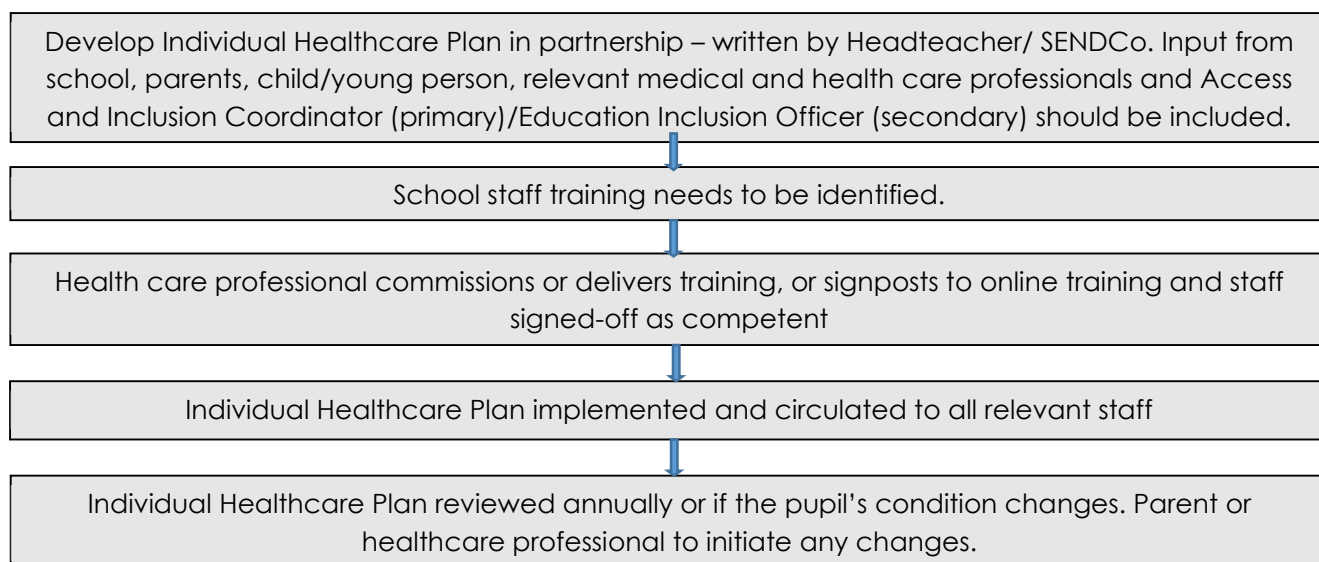 Develop Individual Healthcare Plan in partnership – written by Headteacher/ SENDCo. Input from
school, parents, child/young person, relevant medical and health care professionals and Access
and Inclusion Coordinator (primary)/Education Inclusion Officer (secondary) should be included.
School staff training needs to be identified.
Health care professional commissions or delivers training, or signposts to online training and staff
signed-off as competent
Individual Healthcare Plan implemented and circulated to all relevant staff
Individual Healthcare Plan reviewed annually or if the pupil’s condition changes. Parent or
healthcare professional to initiate any changes.